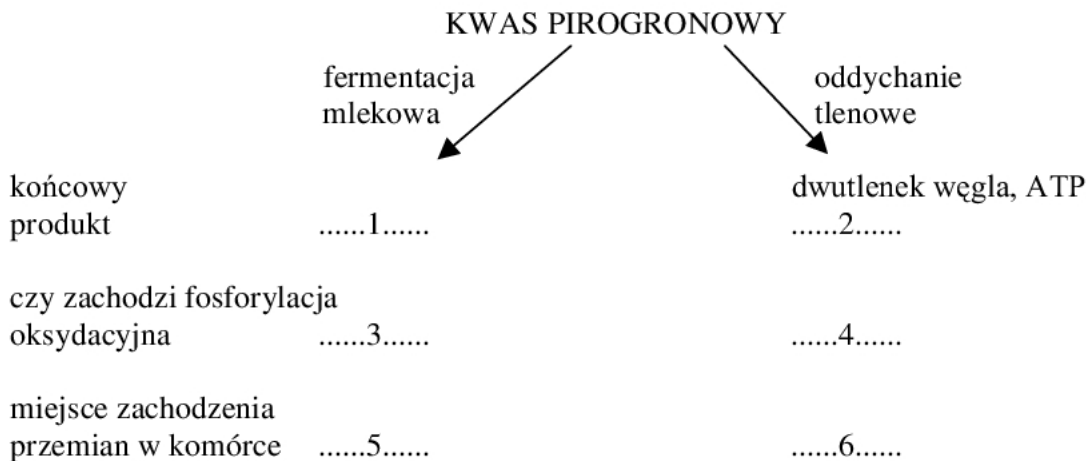 KWAS PIROGRONOWY
fermentacja
mlekowa
oddychanie
tlenowe
końcowy
produkt ......1......
dwutlenek węgla, ATP
......2......
czy zachodzi fosforylacja
oksydacyjna ......3...... ......4......
miejsce zachodzenia
przemian w komórce ......5...... ......6......